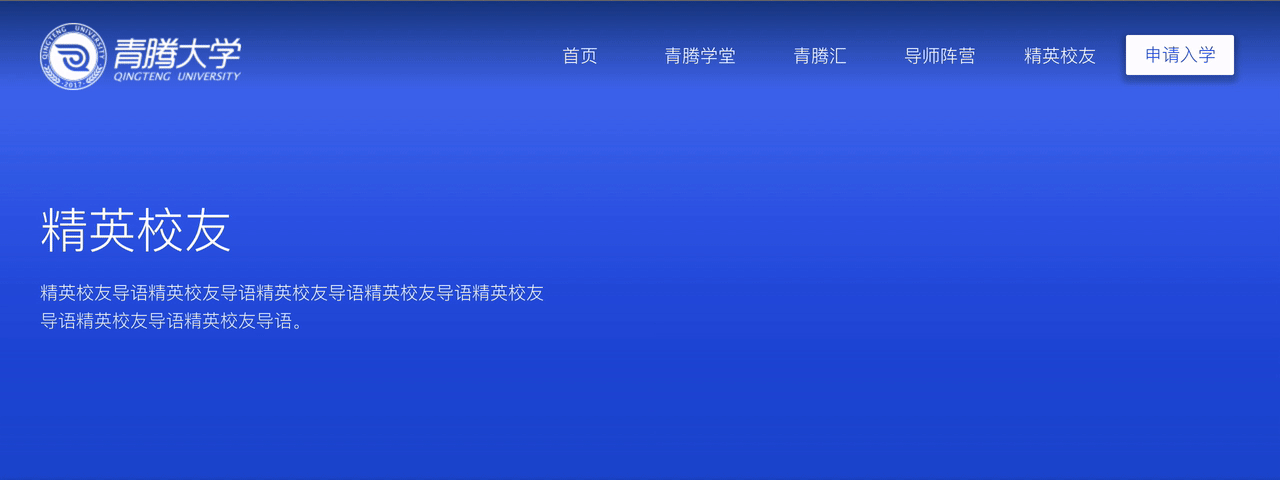 QINGTENG UNIVERSITY
2017
青腾大学
QINGTENG UNIVERSITY
首页 青腾学堂 青腾汇 导师阵营 精英校友 申请入学
精英校友
精英校友导语精英校友导语精英校友导语精英校友导语精英校友
导语精英校友导语精英校友导语。